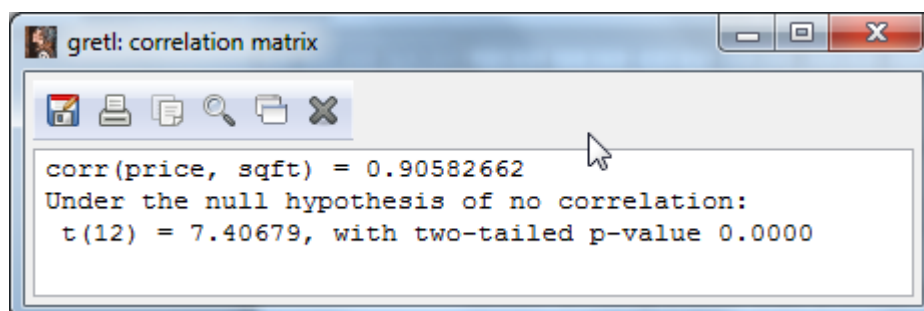 gretl: correlation matrix
corr(price, sqft) = 0.90582662
Under the null hypothesis of no correlation:
t(12) = 7.40679, with two-tailed p-value 0.0000